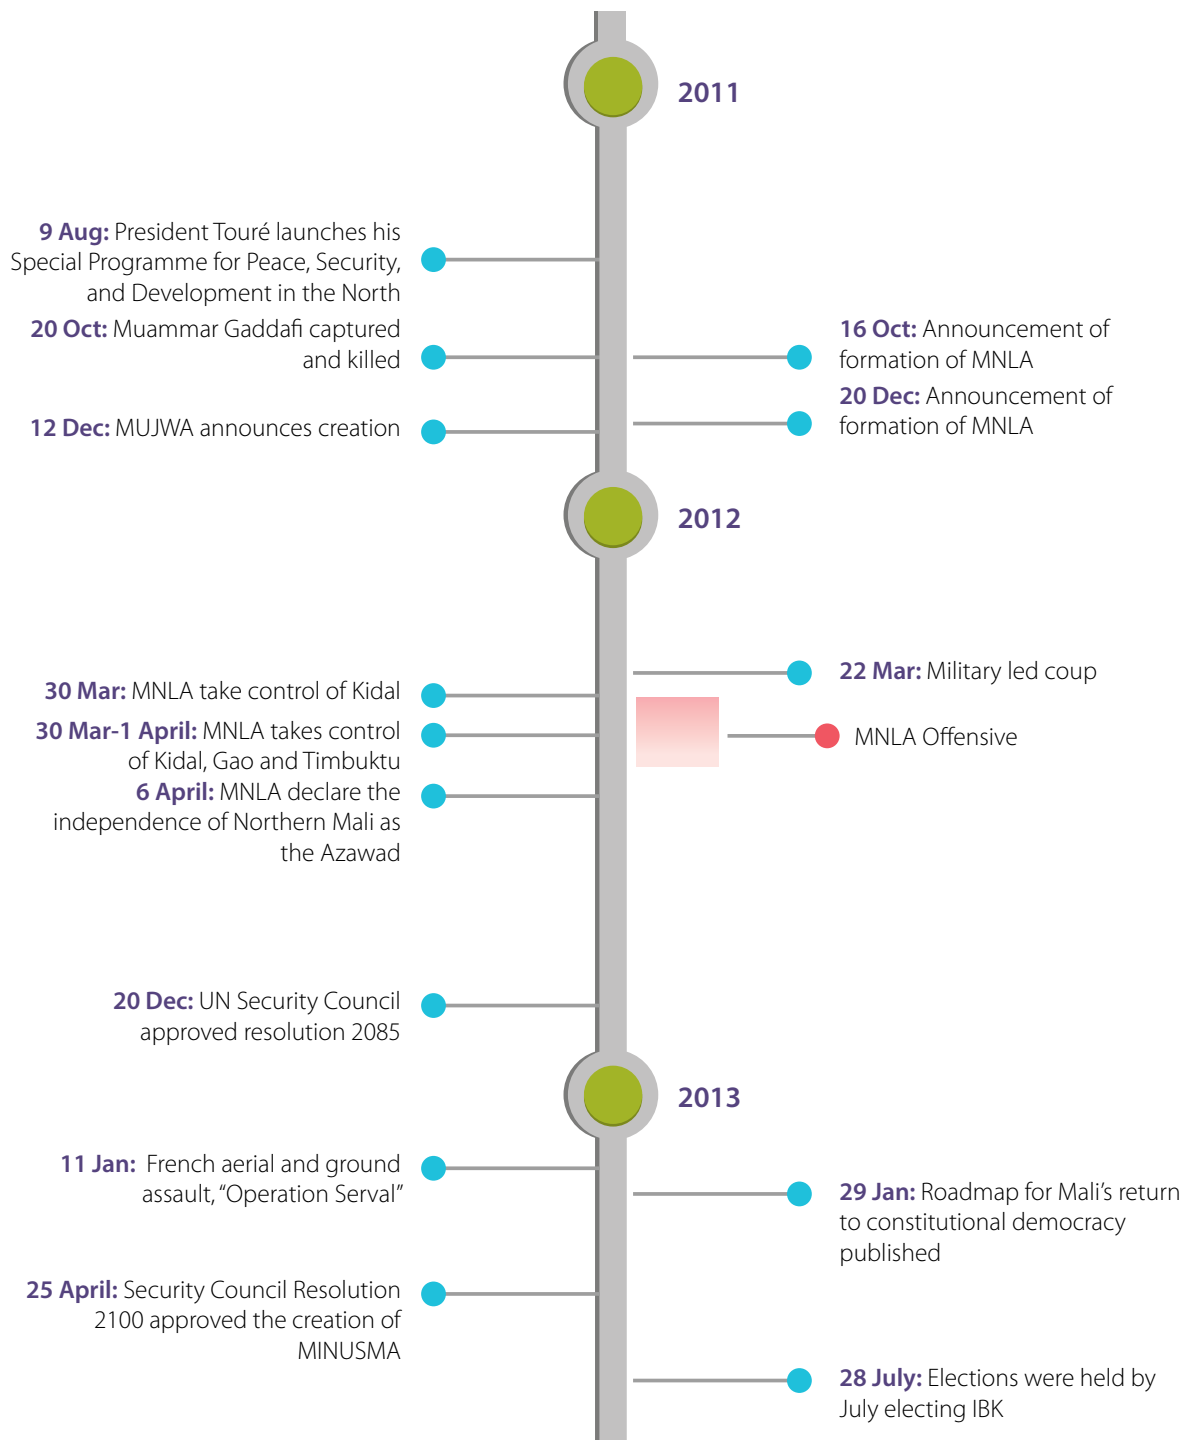 2011
9 Aug: President Touré launches his
Special Programme for Peace, Security,
and Development in the North
20 Oct: Muammar Gaddafi captured
and killed
16 Oct: Announcement of
formation of MNLA
12 Dec: MUJWA announces creation
20 Dec: Announcement of
formation of MNLA
2012
22 Mar: Military led coup
30 Mar: MNLA take control of Kidal
30 Mar-1 April: MNLA takes control
of Kidal, Gao and Timbuktu
MNLA Offensive
6 April: MNLA declare the
independence of Northern Mali as
the Azawad
20 Dec: UN Security Council
approved resolution 2085
2013
11 Jan: French aerial and ground
assault, “Operation Serval”
29 Jan: Roadmap for Mali’s return
to constitutional democracy
published
25 April: Security Council Resolution
2100 approved the creation of
MINUSMA
28 July: Elections were held by
July electing IBK